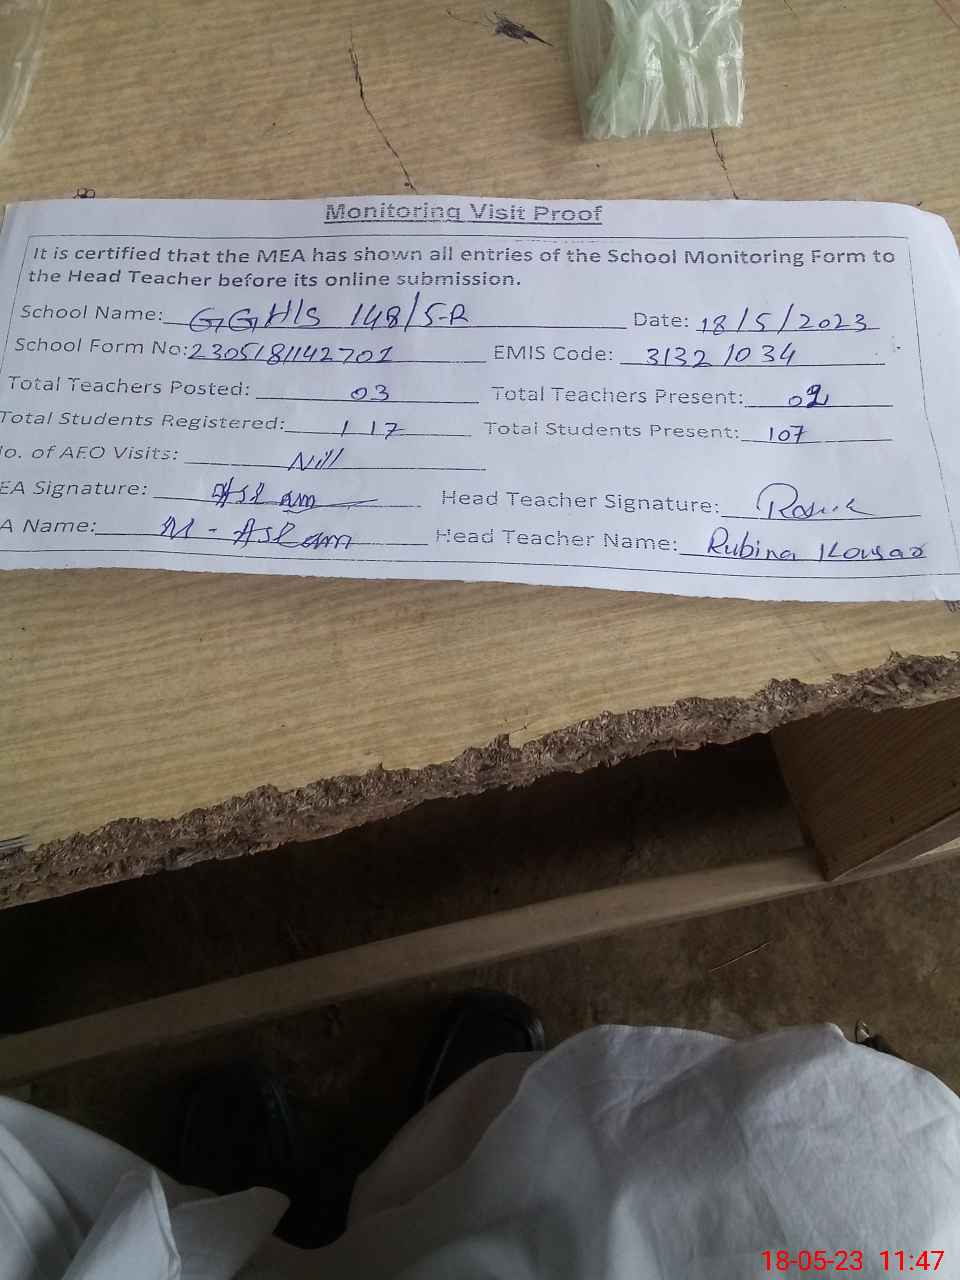 Monitoring Visit Proof
It is certified that the MEA has shown all entries of the School Monitoring Form to
the Head Teacher before its online submission.
School Name: GGHS 148/5-R Date: 18/5/2023
School Form No: 2305181142701 EMIS Code: 31321034
Total Teachers Posted: 03 Total Teachers Present: 02
Total Students Registered: 117 Total Students Present: 107
o. of AEO Visits: Nill
EA Signature: Aslam Head Teacher Signature:
A Name: M - Aslam Head Teacher Name: Rubina Kousar
18-05-23 11:47